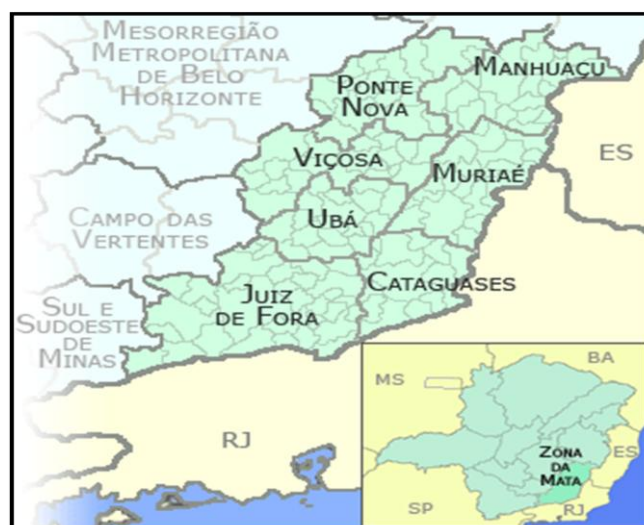 Mesorregião
Metropolitana
de Belo
Horizonte
Manhuaçu
Ponte
Nova
ES
Viçosa
Muriaé
Campo das
Vertentes
Ubá
Cataguases
Juiz
de Fora
Sul e
Sudoeste
de
Minas
RJ
BA
MS
Zona
da
Mata
ES
SP
RJ